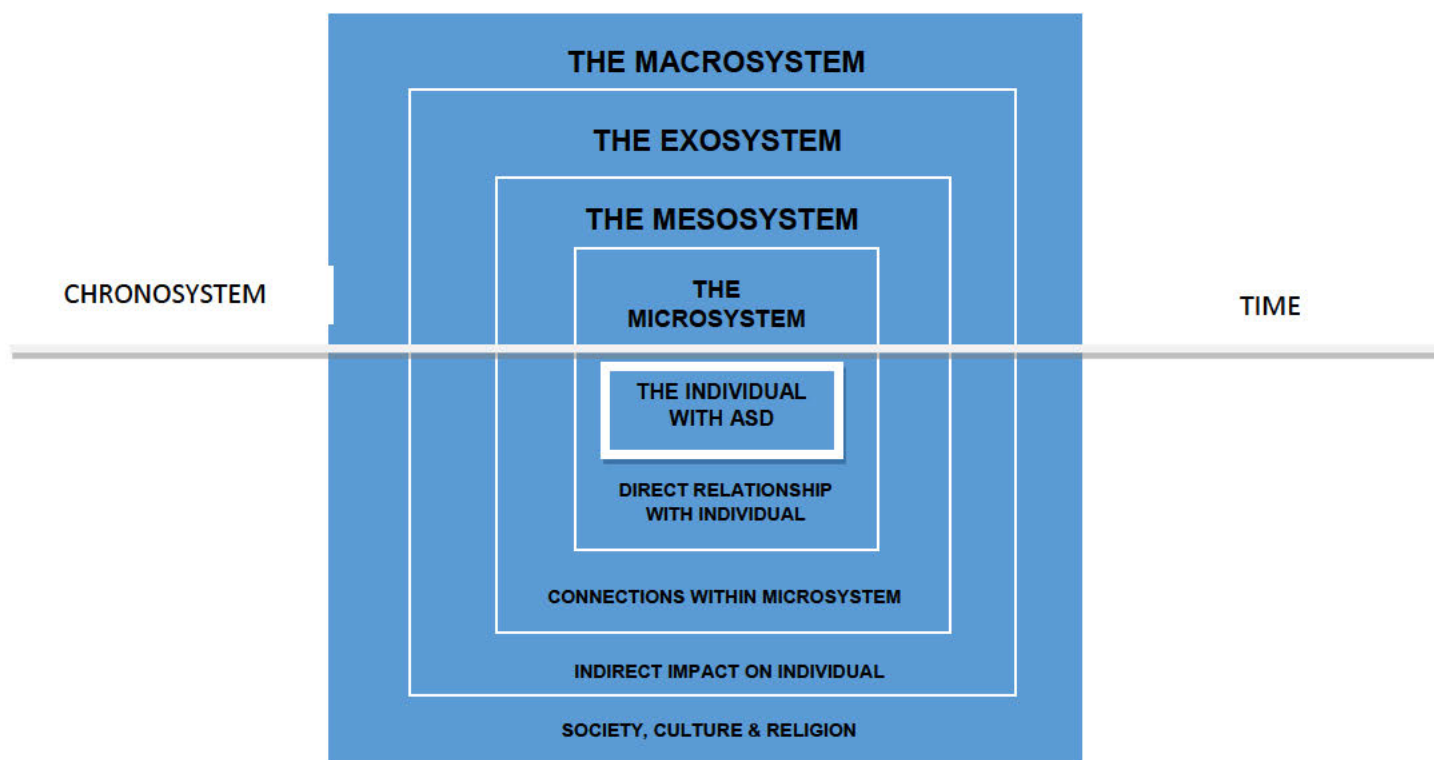 THE MACROSYSTEM
THE EXOSYSTEM
THE MESOSYSTEM
THE
MICROSYSTEM
CHRONOSYSTEM
TIME
THE INDIVIDUAL
WITH ASD
DIRECT RELATIONSHIP
WITH INDIVIDUAL
CONNECTIONS WITHIN MICROSYSTEM
INDIRECT IMPACT ON INDIVIDUAL
SOCIETY, CULTURE & RELIGION